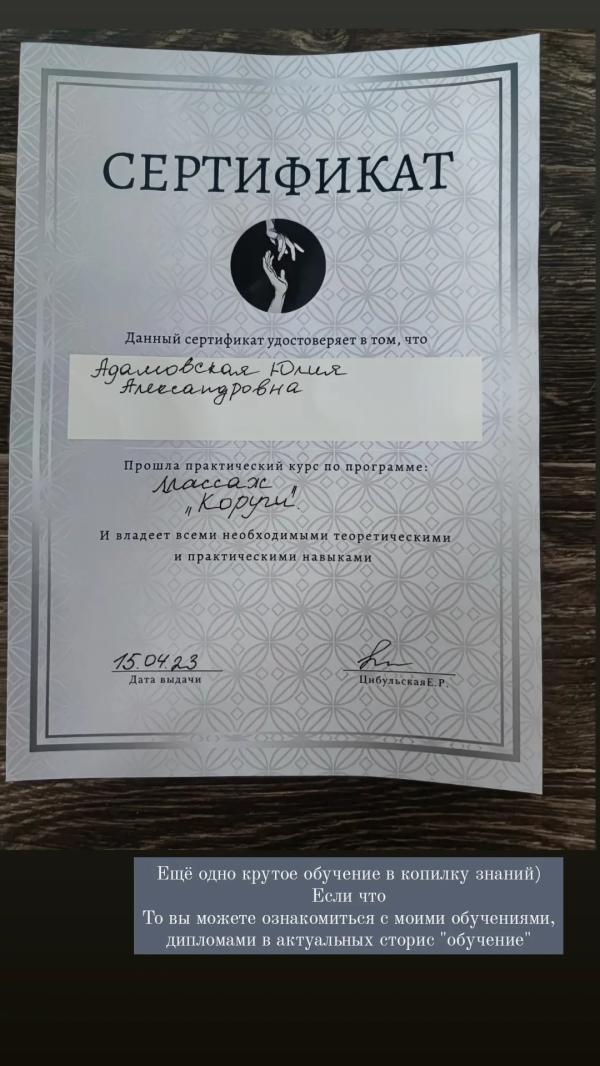 СЕРТИФИКАТ
Данный сертификат удостоверяет в том, что
Адамовская Юлия
Александровна
Прошла практический курс по программе:
Массаж
„Коруги".
И владеет всеми необходимыми теоретическими
и практическими навыками
15.04.23
Дата выдачи
ЦибульскаяЕ.Р.
Ещё одно крутое обучение в копилку знаний)
Если что
То вы можете ознакомиться с моими обучениями,
дипломами в актуальных сторис "обучение"